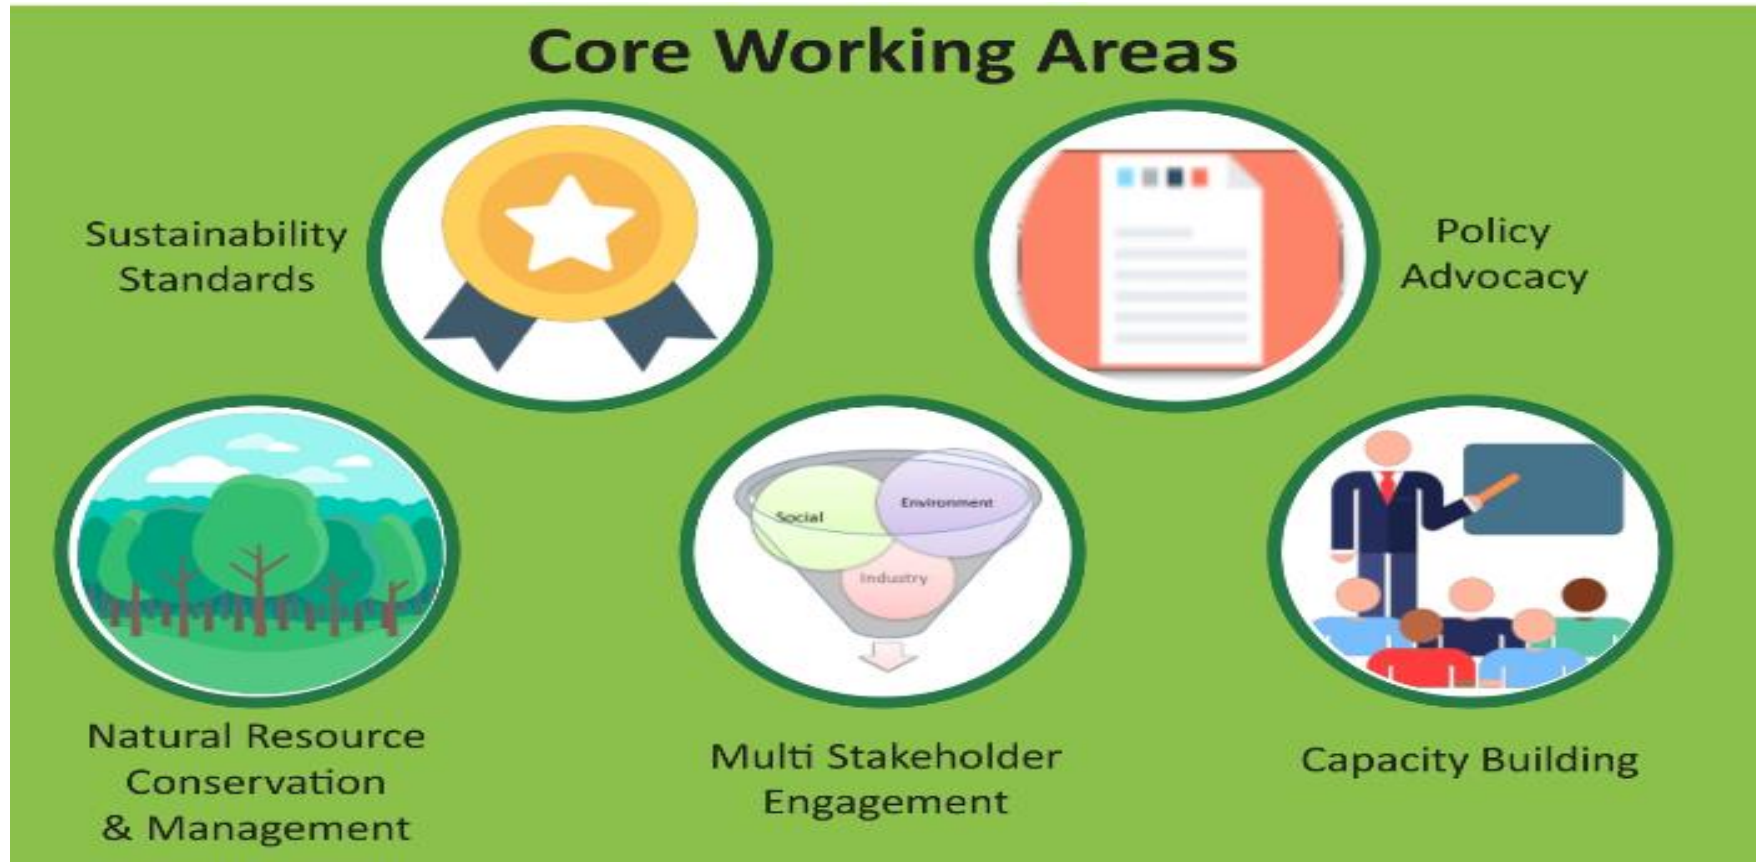 Core Working Areas
Sustainability
Standards
Policy
Advocacy
Social
Environment
Industry
Natural Resource
Conservation
& Management
Multi Stakeholder
Engagement
Capacity Building